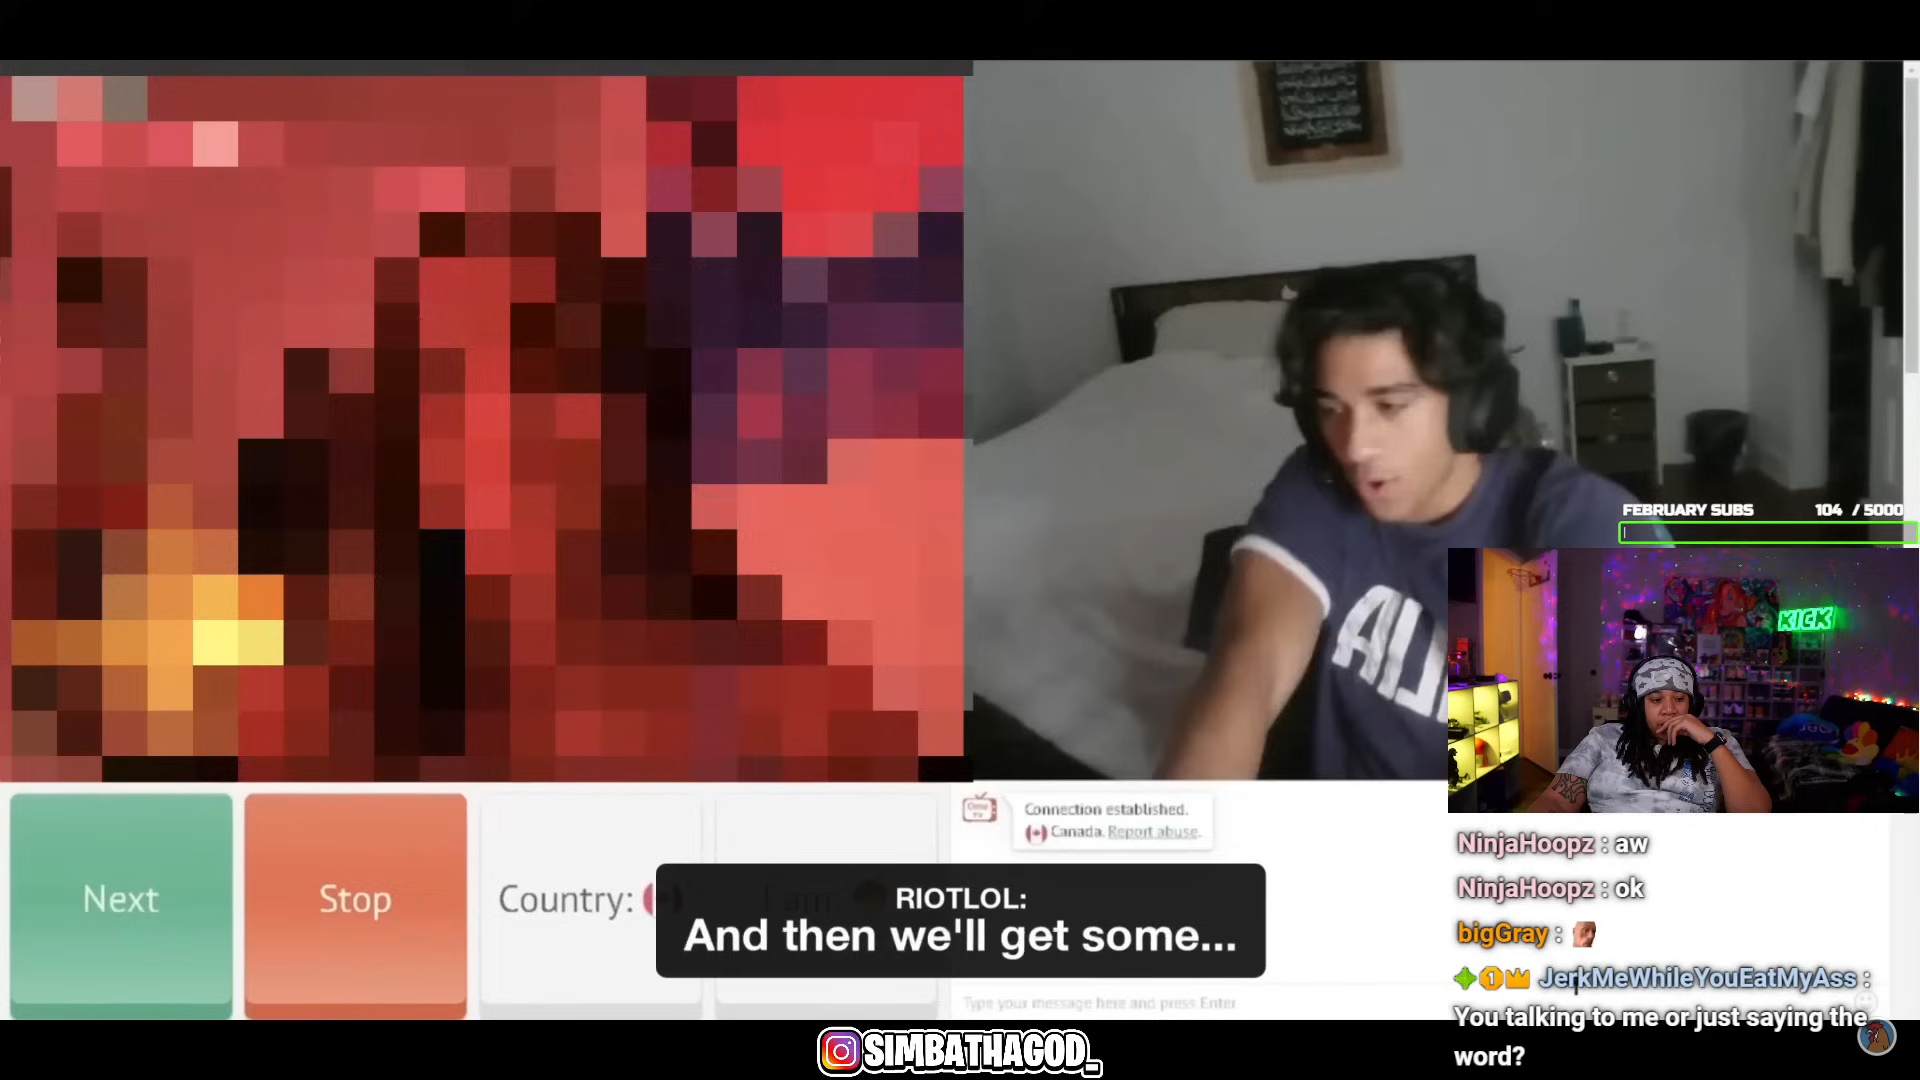 FEBRUARY SUBS 104 / 5000
KICK
Next
Stop
Country:
I am:
Connection established.
Canada. Report abuse.
RIOTLOL:
And then we'll get some...
Type your message here and press Enter
NinjaHoopz : aw
NinjaHoopz : ok
bigGray :
1 JerkMeWhileYouEatMyAss :
You talking to me or just saying the
word?
SIMBATHAGOD_